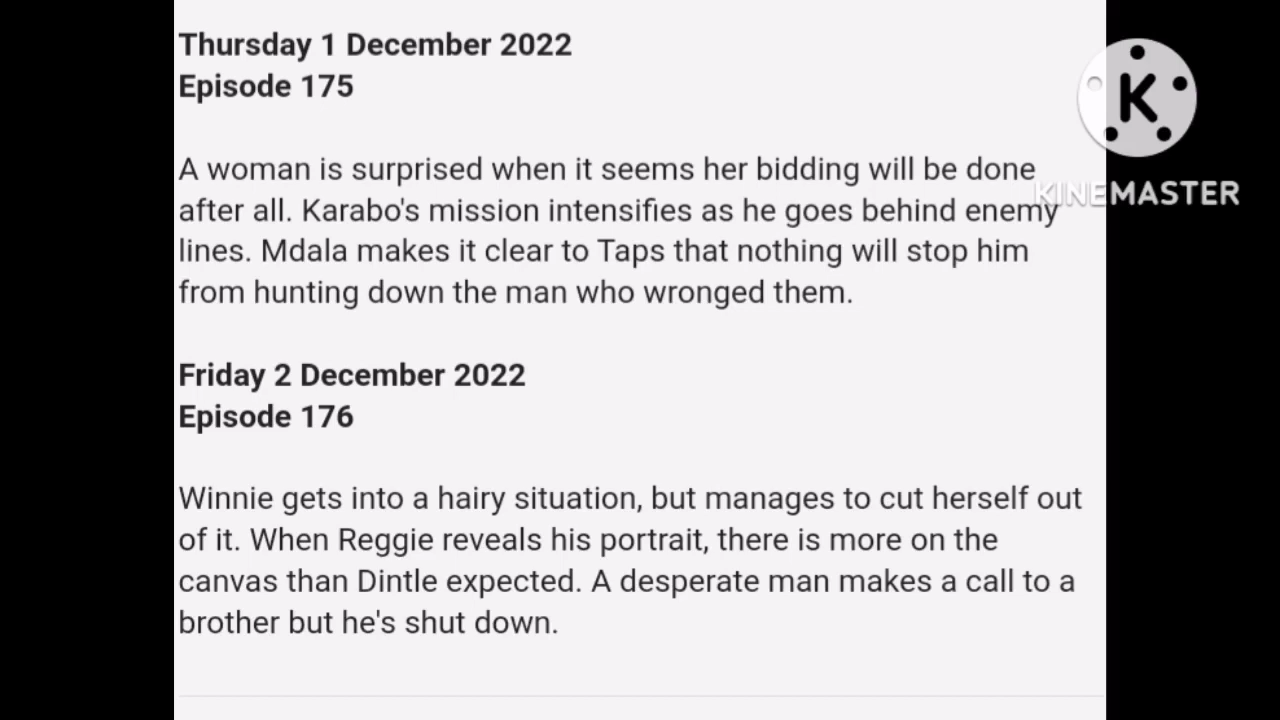 Thursday 1 December 2022
Episode 175
A woman is surprised when it seems her bidding will be done
after all. Karabo's mission intensifies as he goes behind enemy
lines. Mdala makes it clear to Taps that nothing will stop him
from hunting down the man who wronged them.
Friday 2 December 2022
Episode 176
Winnie gets into a hairy situation, but manages to cut herself out
of it. When Reggie reveals his portrait, there is more on the
canvas than Dintle expected. A desperate man makes a call to a
brother but he's shut down.
K
KINEMASTER